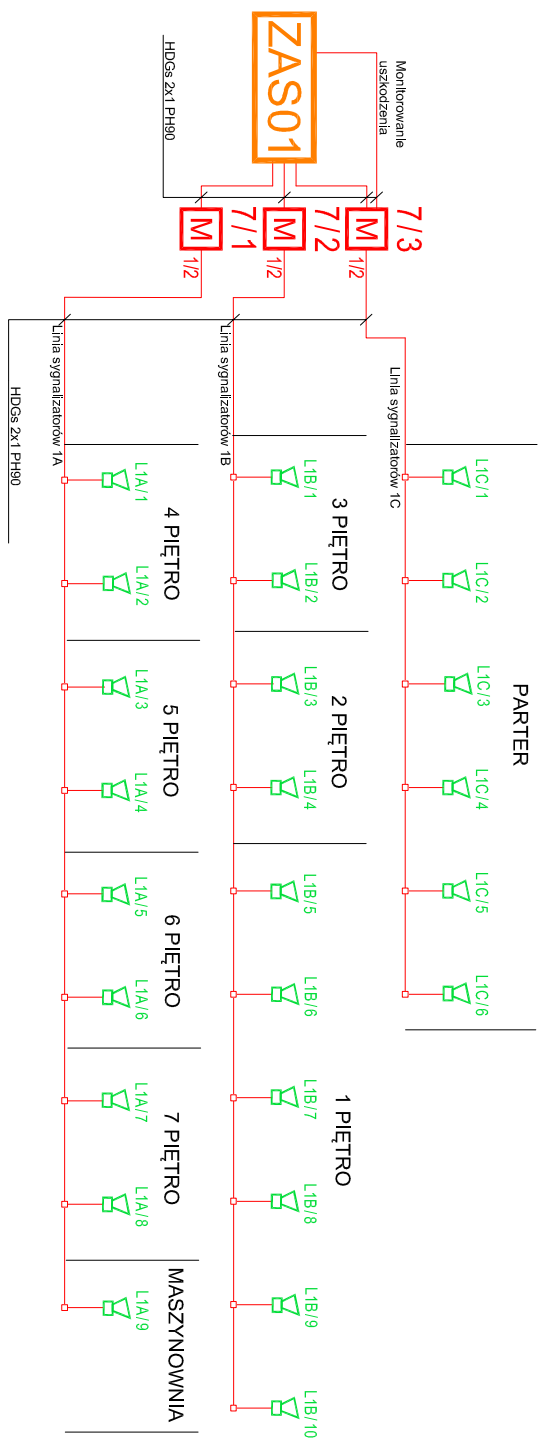 ZAS01
Monitorowanie
uszkodzenia
HDGs 2x1 PH90
7/3
M
1/2
7/2
M
1/2
7/1
M
1/2
Linia sygnalizatorów 1C
L1C/1
L1C/2
L1C/3
L1C/4
L1C/5
L1C/6
PARTER
Linia sygnalizatorów 1B
L1B/1
L1B/2
L1B/3
L1B/4
L1B/5
L1B/6
L1B/7
L1B/8
L1B/9
L1B/10
3 PIĘTRO
2 PIĘTRO
1 PIĘTRO
Linia sygnalizatorów 1A
L1A/1
L1A/2
L1A/3
L1A/4
L1A/5
L1A/6
L1A/7
L1A/8
L1A/9
4 PIĘTRO
5 PIĘTRO
6 PIĘTRO
7 PIĘTRO
MASZYNOWNIA
HDGs 2x1 PH90